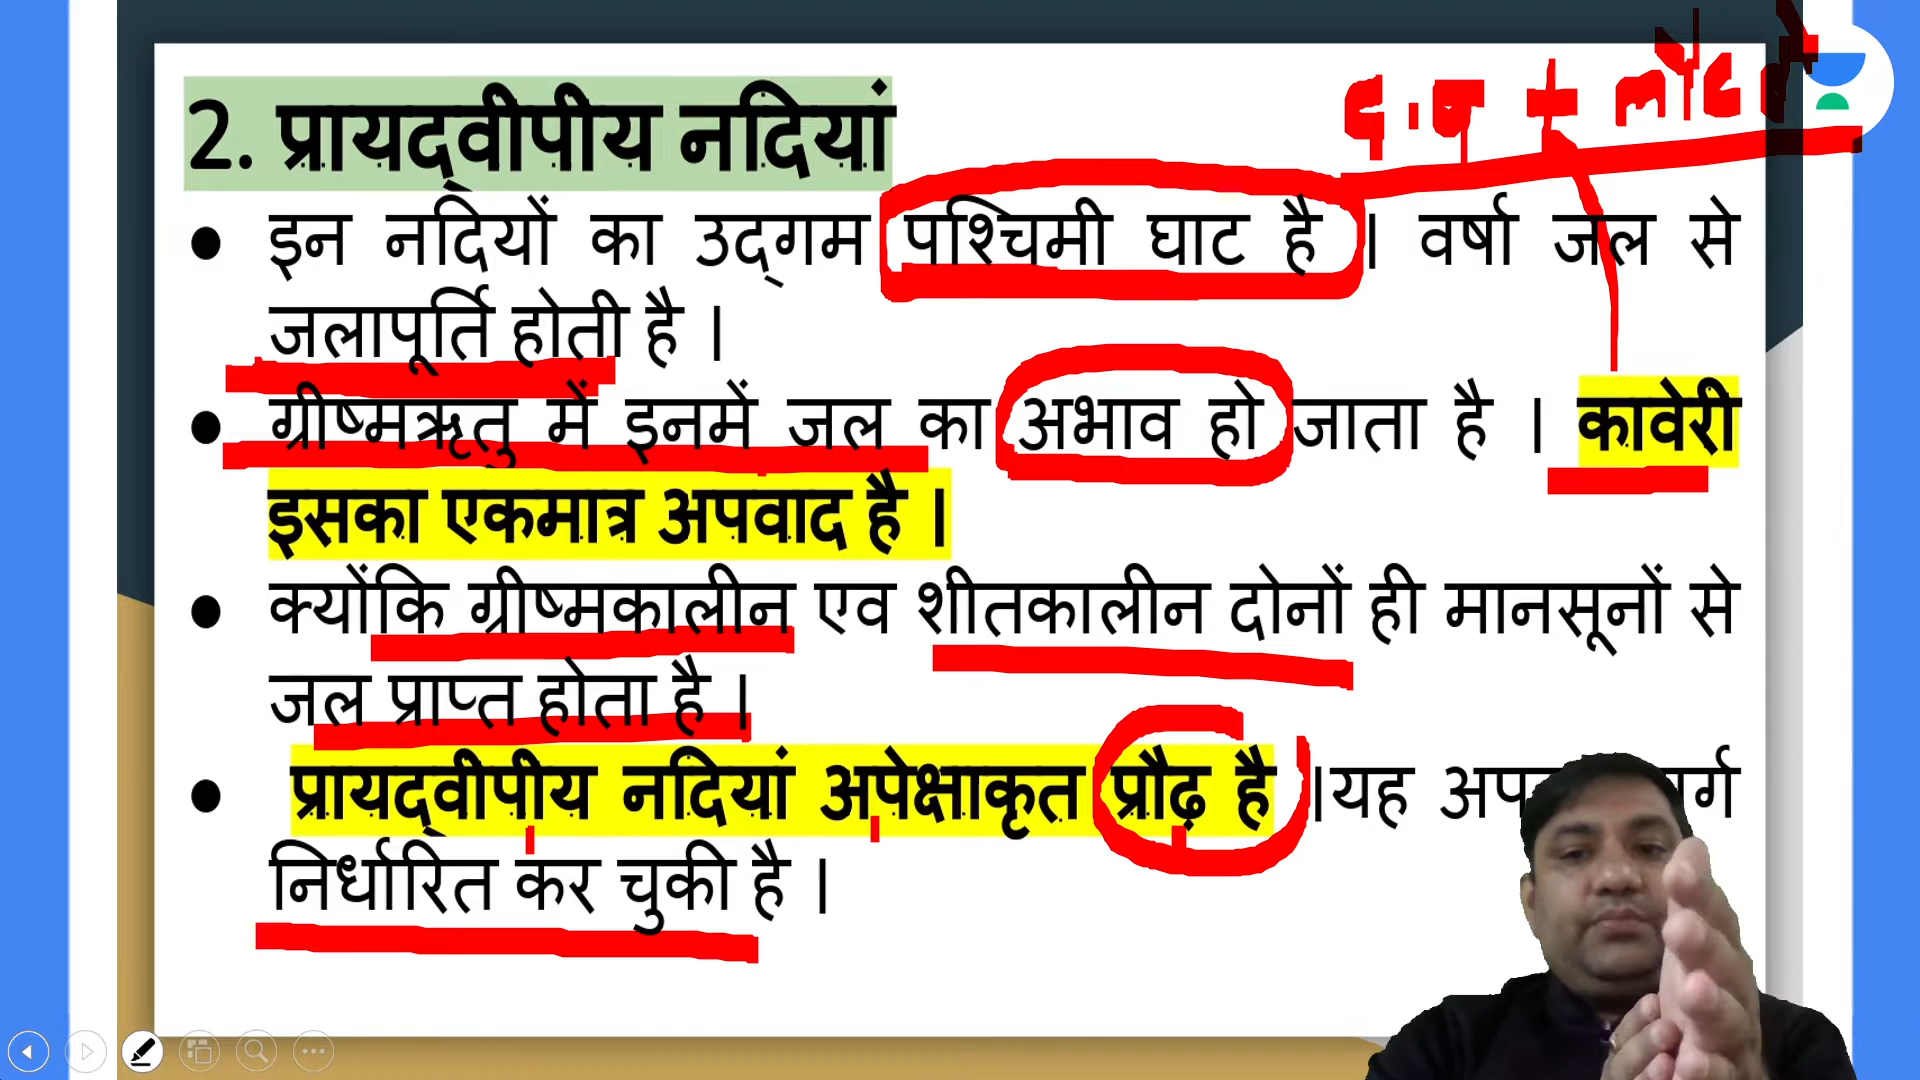 2. प्रायद्वीपीय नदियां
● इन नदियों का उद्गम पश्चिमी घाट है । वर्षा जल से
जलापूर्ति होती है ।
● ग्रीष्मऋतु में इनमें जल का अभाव हो जाता है । कावेरी
इसका एकमात्र अपवाद है ।
● क्योंकि ग्रीष्मकालीन एव शीतकालीन दोनों ही मानसूनों से
जल प्राप्त होता है ।
● प्रायद्वीपीय नदियां अपेक्षाकृत प्रौढ़ है ।यह
निर्धारित कर चुकी है ।